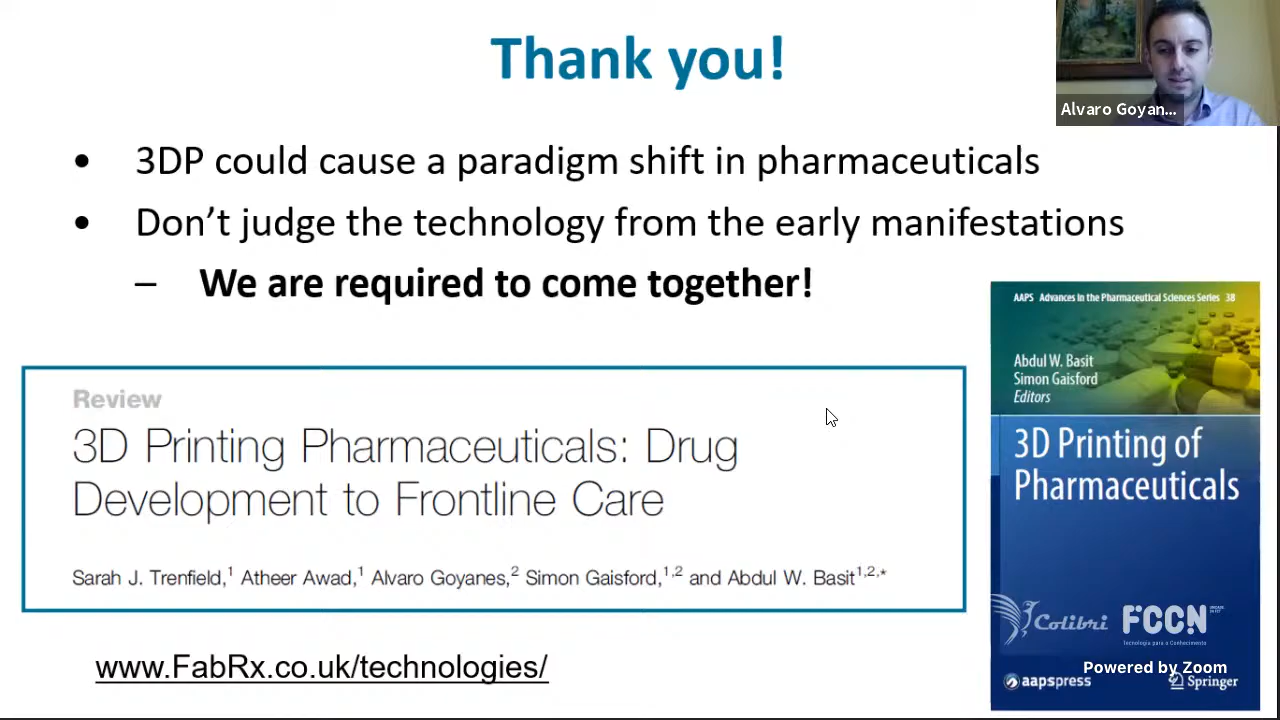 Thank you!
Alvaro Goyan...
• 3DP could cause a paradigm shift in pharmaceuticals
• Don’t judge the technology from the early manifestations
– We are required to come together!
Review
3D Printing Pharmaceuticals: Drug
Development to Frontline Care
Sarah J. Trenfield,¹ Atheer Awad,¹ Alvaro Goyanes,² Simon Gaisford,¹,² and Abdul W. Basit¹,²,*
www.FabRx.co.uk/technologies/
AAPS Advances in the Pharmaceutical Sciences Series 38
Abdul W. Basit
Simon Gaisford
Editors
3D Printing of
Pharmaceuticals
Colibri
FCCN
Tecnologia para o Conhecimento
Powered by Zoom
aapspress
Springer